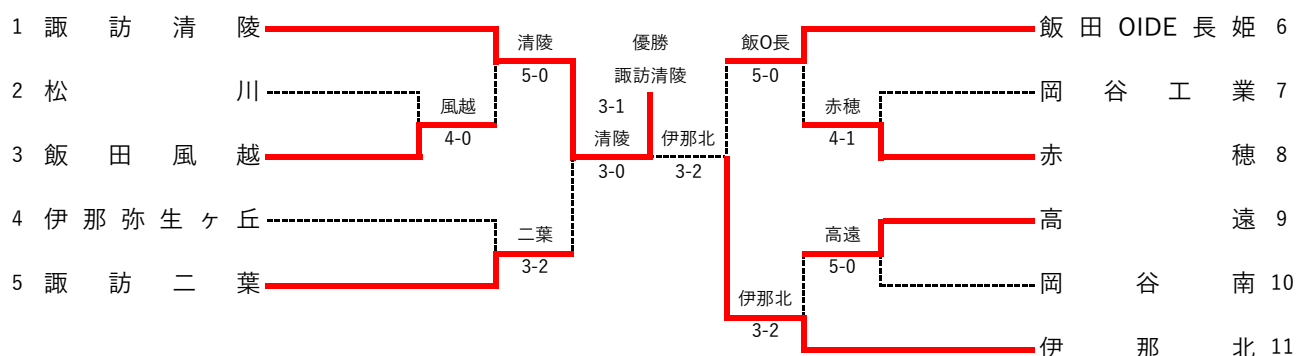 1 諏訪清陵
2 松川
3 飯田風越
4 伊那弥生ヶ丘
5 諏訪二葉
清陵
5-0
風越
4-0
二葉
3-2
優勝
諏訪清陵
3-1
清陵
3-0
伊那北
3-2
飯O長
5-0
赤穂
4-1
高遠
5-0
伊那北
3-2
飯田OIDE長姫 6
岡谷工業 7
赤穂 8
高遠 9
岡谷南 10
伊那北 11